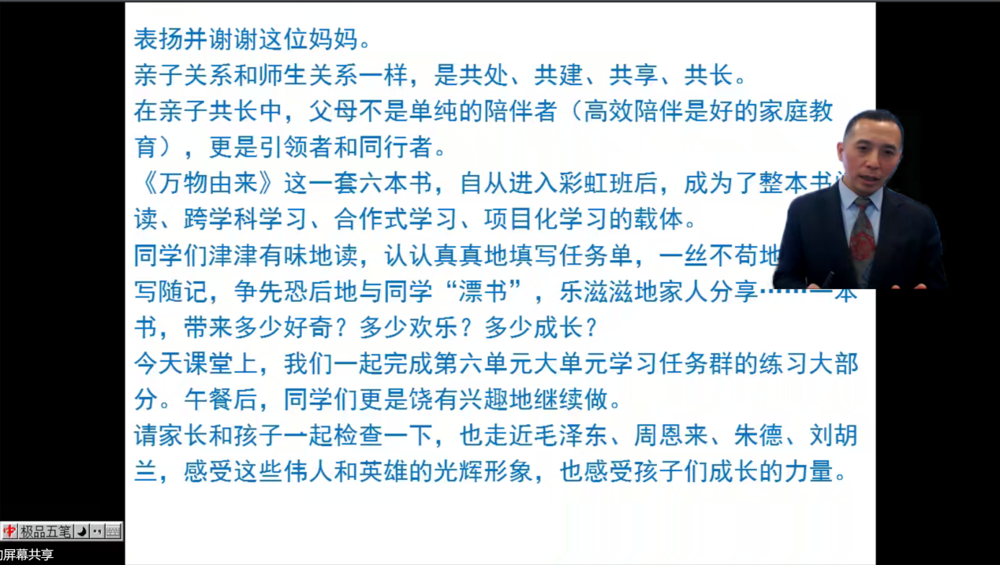 表扬并谢谢这位妈妈。
亲子关系和师生关系一样，是共处、共建、共享、共长。
在亲子共长中，父母不是单纯的陪伴者（高效陪伴是好的家庭教
育），更是引领者和同行者。
《万物由来》这一套六本书，自从进入彩虹班后，成为了整本书
读、跨学科学习、合作式学习、项目化学习的载体。
同学们津津有味地读，认认真真地填写任务单，一丝不苟地
写随记，争先恐后地与同学“漂书”，乐滋滋地家人分享……一本
书，带来多少好奇？多少欢乐？多少成长？
今天课堂上，我们一起完成第六单元大单元学习任务群的练习大部
分。午餐后，同学们更是饶有兴趣地继续做。
请家长和孩子一起检查一下，也走近毛泽东、周恩来、朱德、刘胡
兰，感受这些伟人和英雄的光辉形象，也感受孩子们成长的力量。
中 极品五笔
屏幕共享